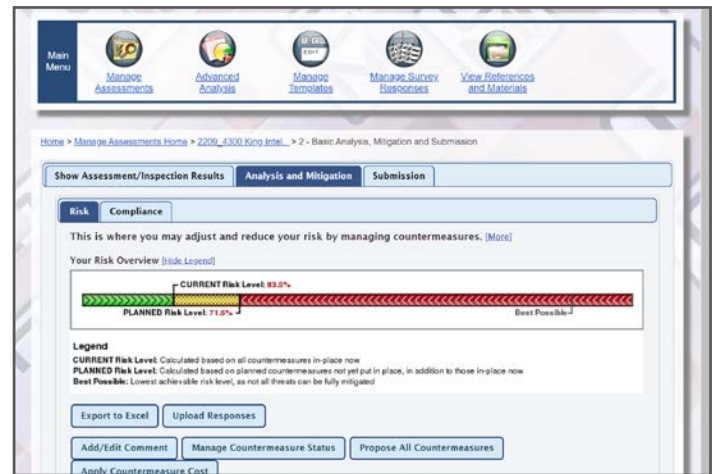 Main Menu
Manage Assessments
Advanced Analysis
Manage Templates
Manage Survey Responses
View References and Materials
Home > Manage Assessments Home > 2209_4300 King Intel... > 2 - Basic Analysis, Mitigation and Submission
Show Assessment/Inspection Results
Analysis and Mitigation
Submission
Risk
Compliance
This is where you may adjust and reduce your risk by managing countermeasures. [More]
Your Risk Overview [Hide Legend]
CURRENT Risk Level: 83.5%
PLANNED Risk Level: 71.5%
Best Possible
Legend
CURRENT Risk Level: Calculated based on all countermeasures in-place now
PLANNED Risk Level: Calculated based on planned countermeasures not yet put in place, in addition to those in-place now
Best Possible: Lowest achievable risk level, as not all threats can be fully mitigated
Export to Excel
Upload Responses
Add/Edit Comment
Manage Countermeasure Status
Propose All Countermeasures
Apply Countermeasure Cost